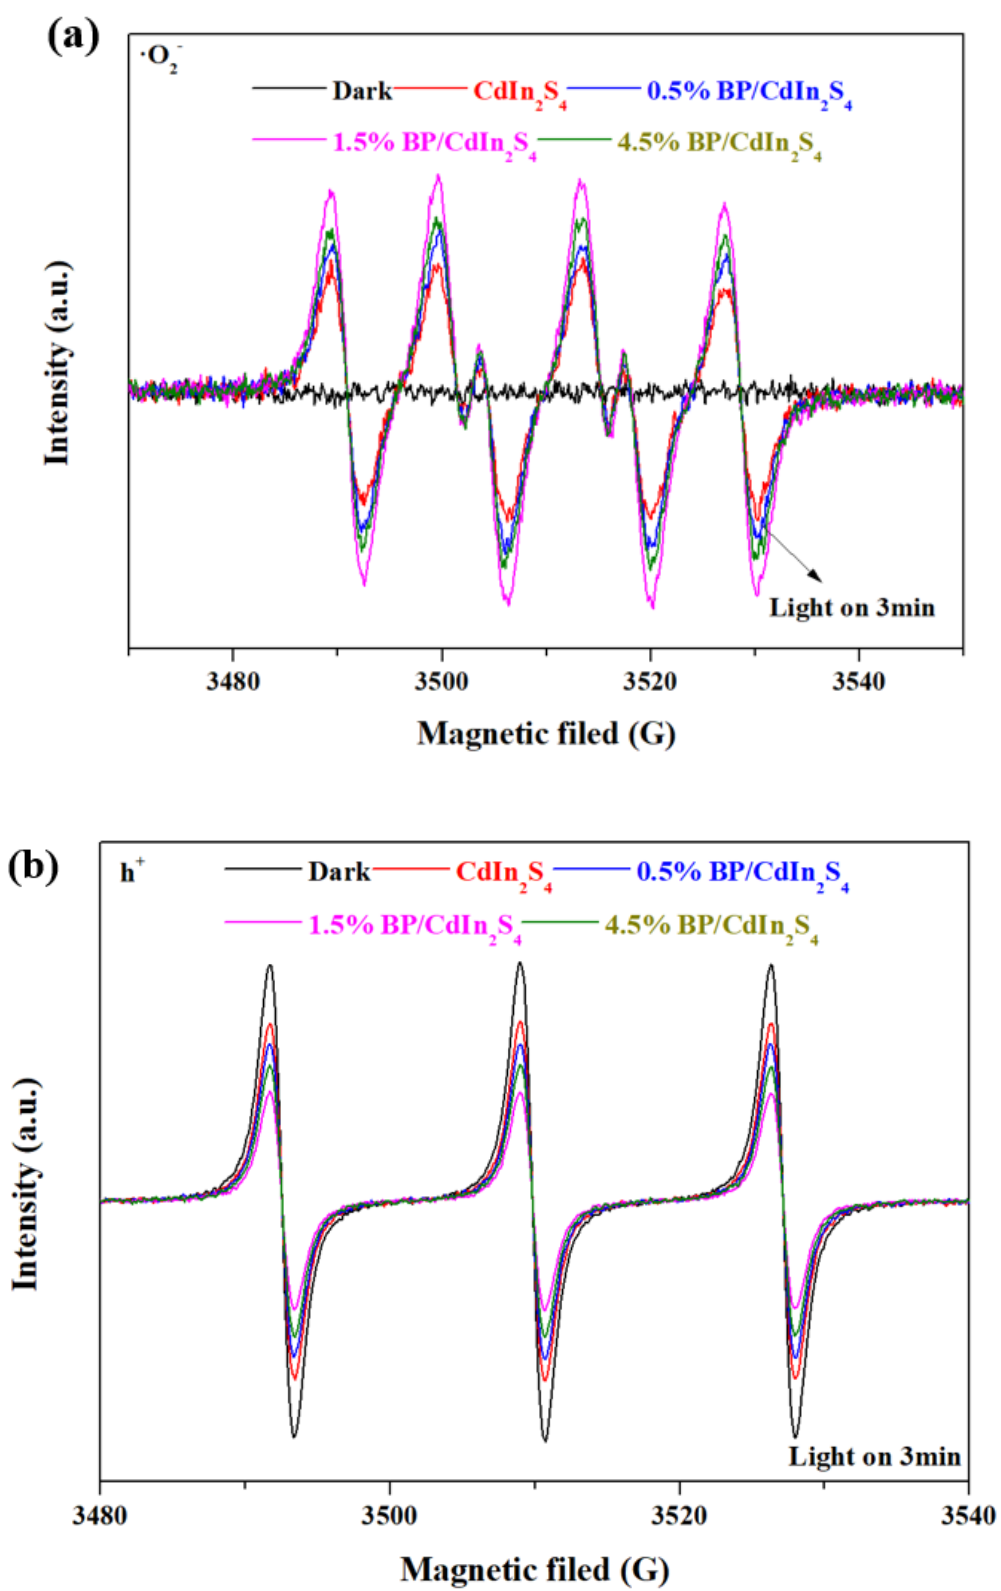 (a)
·O₂⁻
Dark CdIn₂S₄ 0.5% BP/CdIn₂S₄
1.5% BP/CdIn₂S₄ 4.5% BP/CdIn₂S₄
Intensity (a.u.)
Light on 3min
3480 3500 3520 3540
Magnetic filed (G)
(b)
h⁺
Dark CdIn₂S₄ 0.5% BP/CdIn₂S₄
1.5% BP/CdIn₂S₄ 4.5% BP/CdIn₂S₄
Intensity (a.u.)
Light on 3min
3480 3500 3520 3540
Magnetic filed (G)